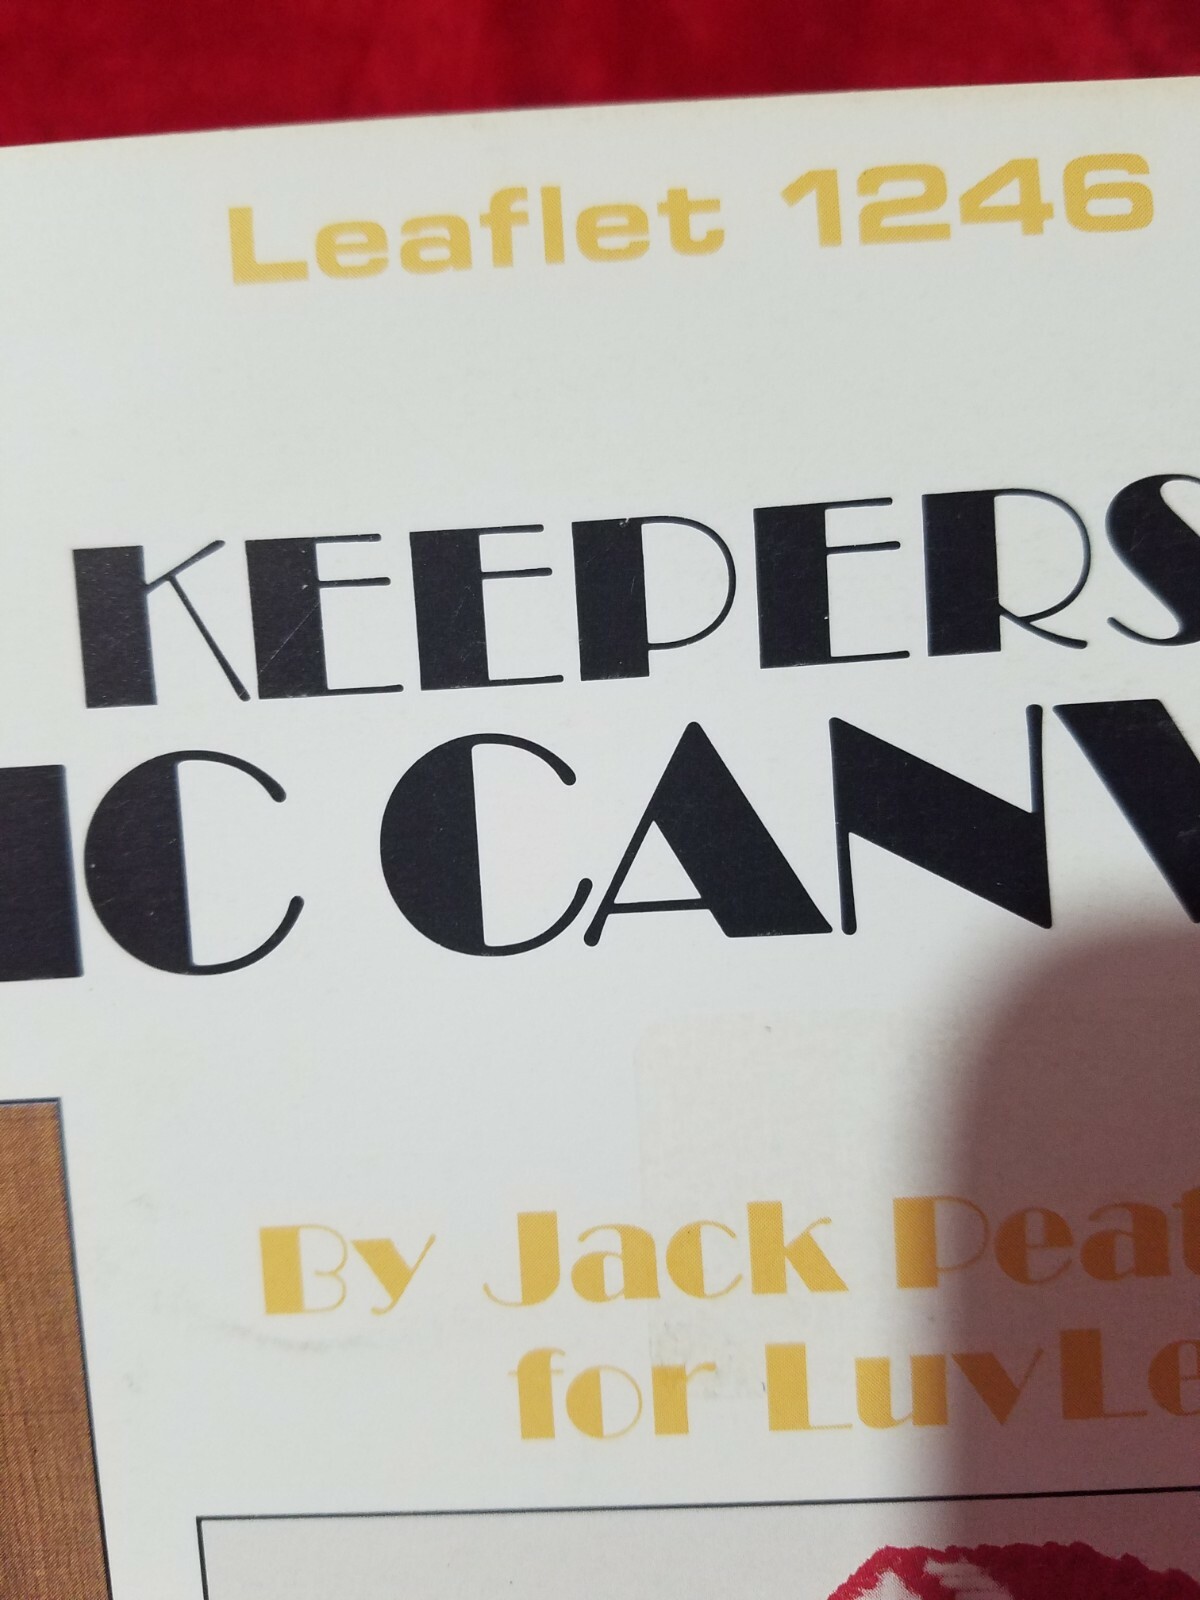 Leaflet 1246
KEEPERS
IC CANV
By Jack Peat
for LuvLe